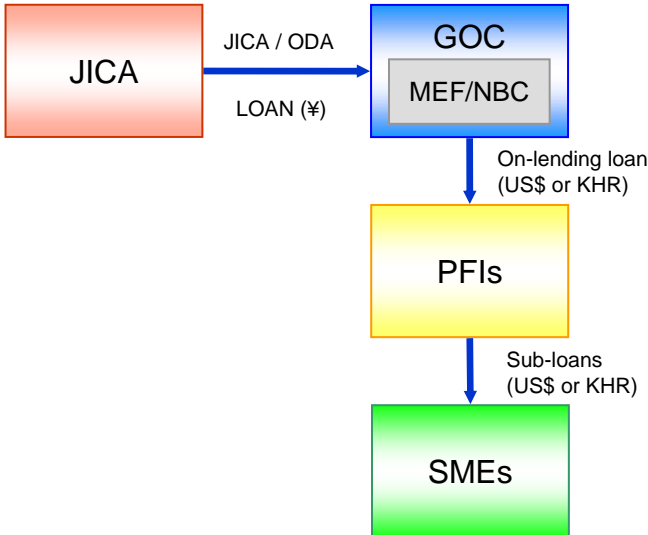 JICA
JICA / ODA
LOAN (¥)
GOC
MEF/NBC
On-lending loan
(US$ or KHR)
PFIs
Sub-loans
(US$ or KHR)
SMEs